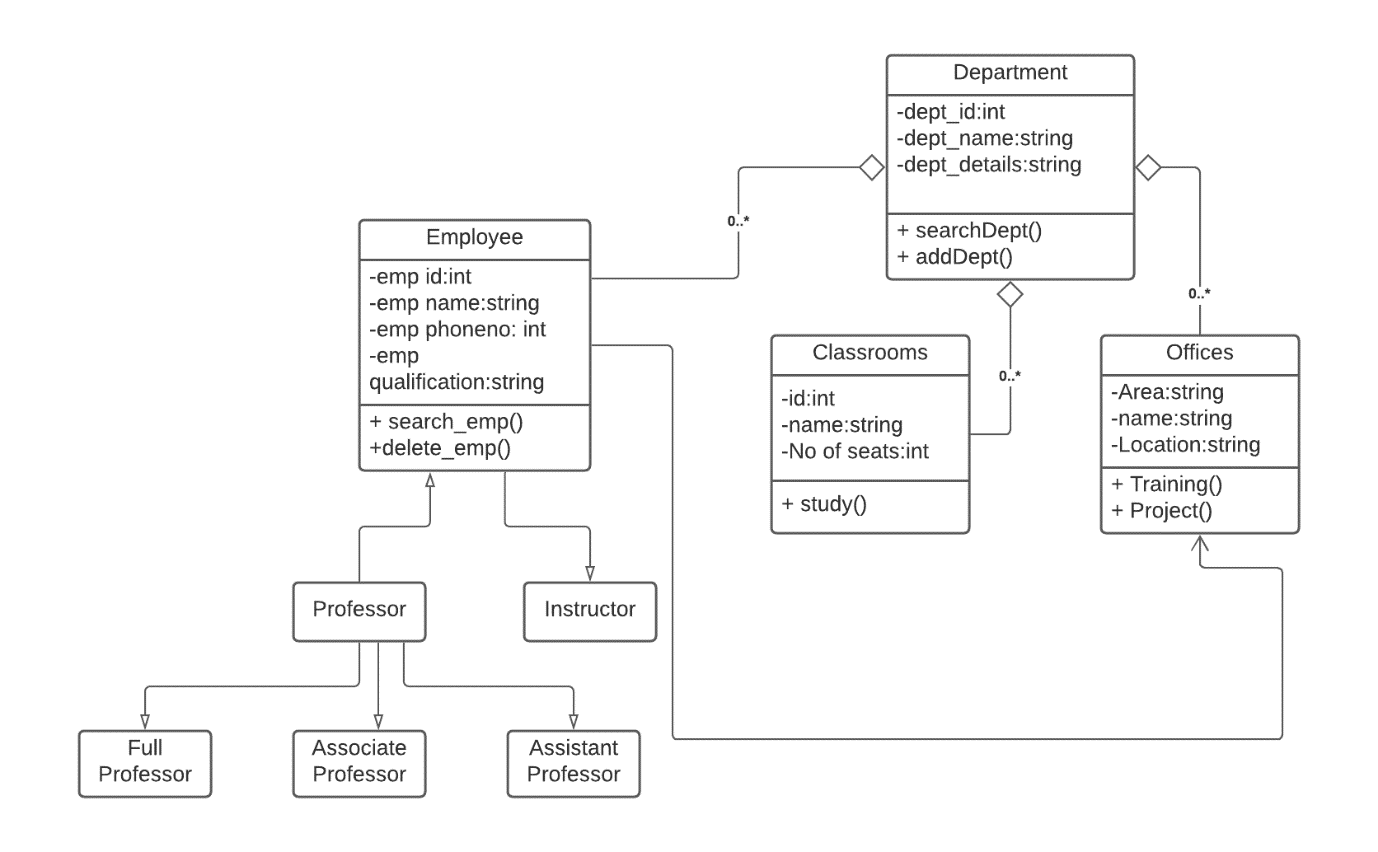 Department
-dept_id:int
-dept_name:string
-dept_details:string
+ searchDept()
+ addDept()
0..*
Employee
-emp id:int
-emp name:string
-emp phoneno: int
-emp
qualification:string
+ search_emp()
+delete_emp()
0..*
Classrooms
-id:int
-name:string
-No of seats:int
+ study()
0..*
Offices
-Area:string
-name:string
-Location:string
+ Training()
+ Project()
Professor
Instructor
Full
Professor
Associate
Professor
Assistant
Professor